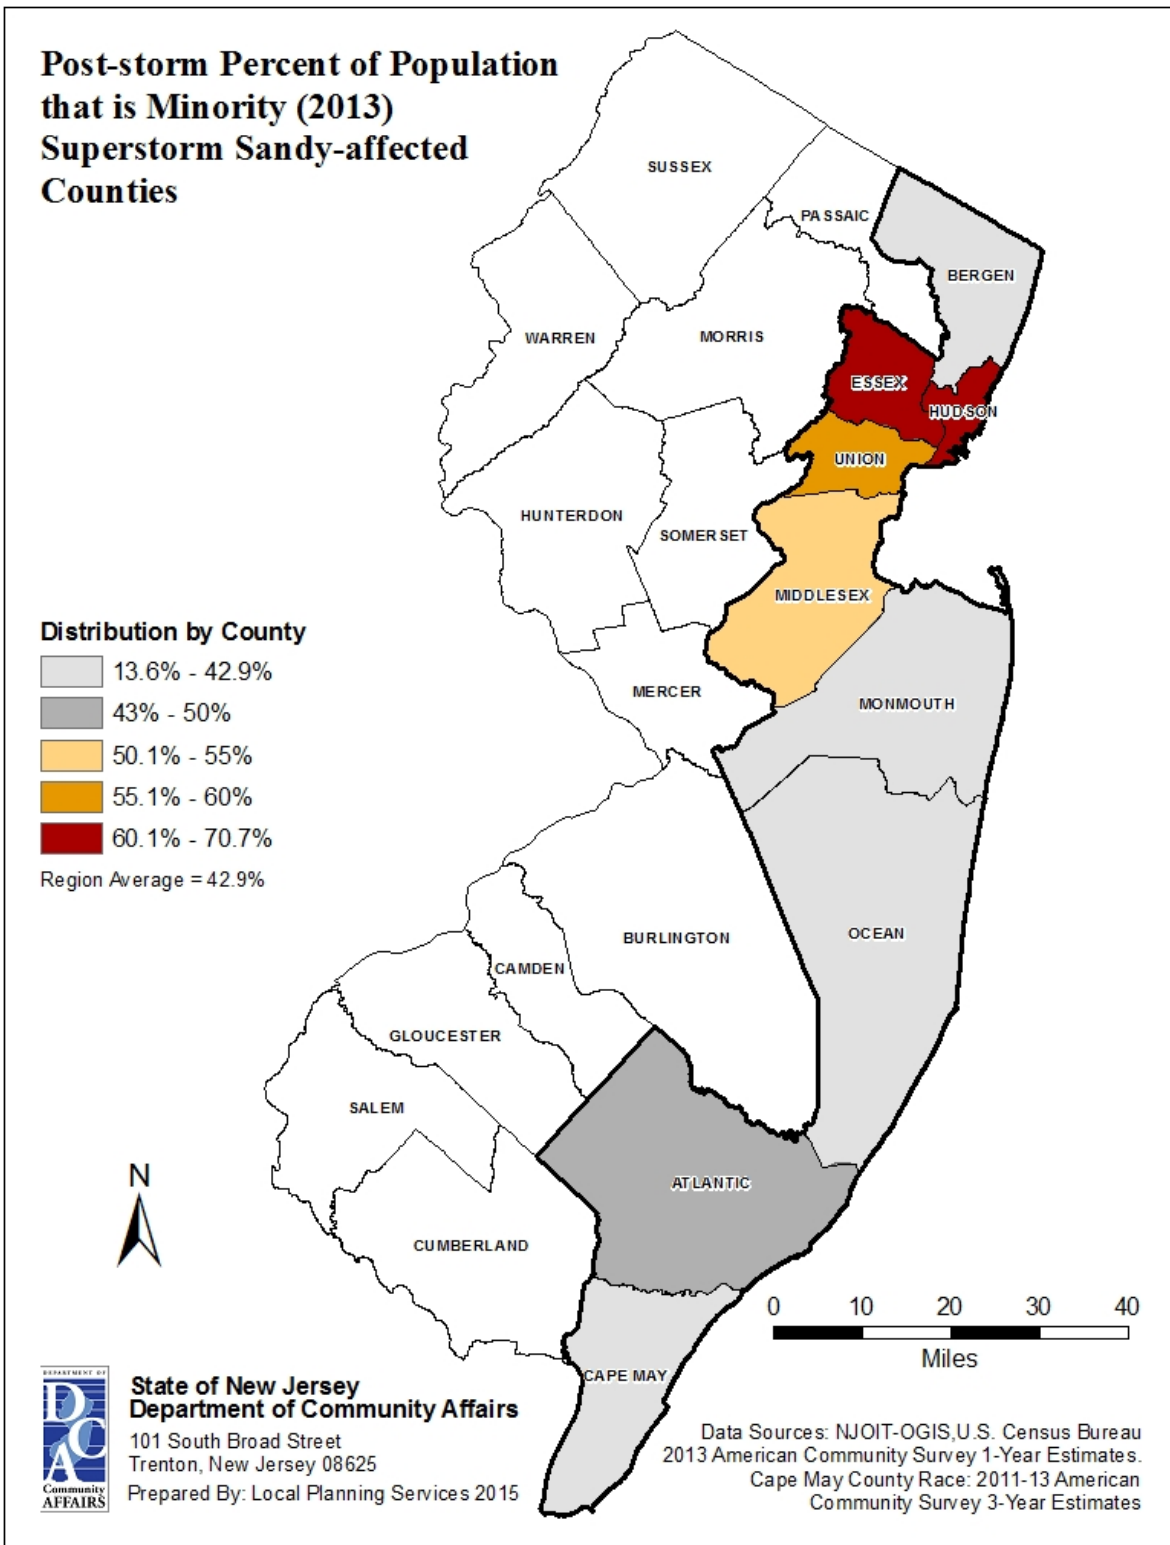 Post-storm Percent of Population
that is Minority (2013)
Superstorm Sandy-affected
Counties
SUSSEX
PASSAIC
BERGEN
WARREN
MORRIS
ESSEX
HUDSON
UNION
HUNTERDON
SOMERSET
MIDDLESEX
MERCER
MONMOUTH
Distribution by County
13.6% - 42.9%
43% - 50%
50.1% - 55%
55.1% - 60%
60.1% - 70.7%
Region Average = 42.9%
OCEAN
BURLINGTON
CAMDEN
GLOUCESTER
SALEM
ATLANTIC
CUMBERLAND
CAPE MAY
N
0 10 20 30 40
Miles
DEPARTMENT OF
DCA
Community
AFFAIRS
State of New Jersey
Department of Community Affairs
101 South Broad Street
Trenton, New Jersey 08625
Prepared By: Local Planning Services 2015
Data Sources: NJOIT-OGIS,U.S. Census Bureau
2013 American Community Survey 1-Year Estimates.
Cape May County Race: 2011-13 American
Community Survey 3-Year Estimates